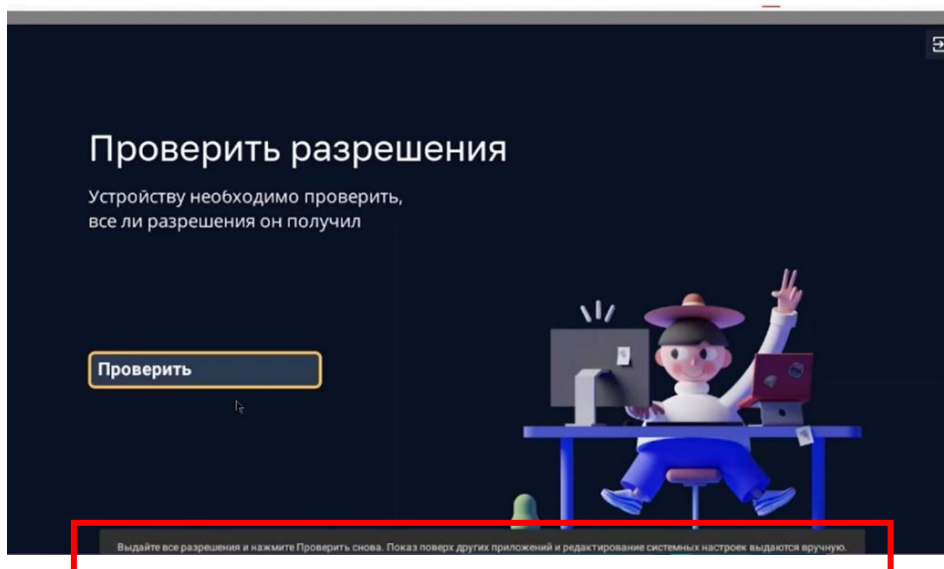 Проверить разрешения
Устройству необходимо проверить,
все ли разрешения он получил
Проверить
Выдайте все разрешения и нажмите Проверить снова. Показ поверх других приложений и редактирование системных настроек выдаются вручную.